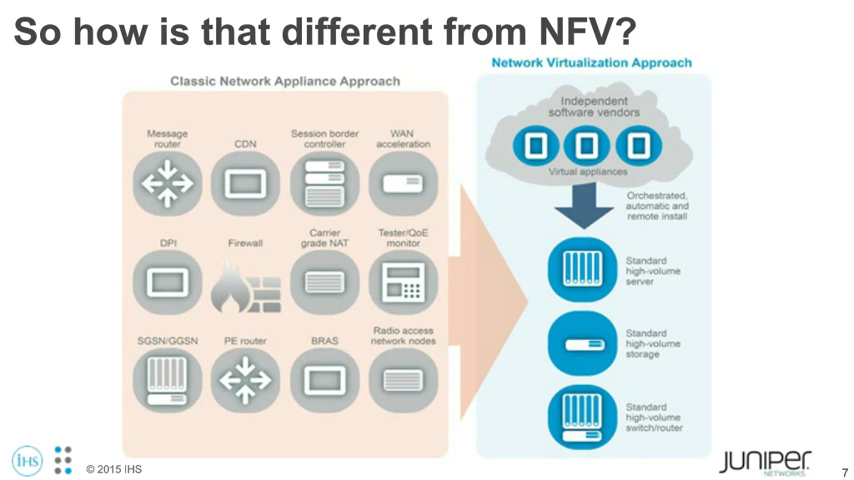 So how is that different from NFV?
Classic Network Appliance Approach
Message
router
CDN
Session border
controller
WAN
acceleration
DPI
Firewall
Carrier
grade NAT
Tester/QoE
monitor
SGSN/GGSN
PE router
BRAS
Radio access
network nodes
Network Virtualization Approach
Independent
software vendors
Virtual appliances
Orchestrated,
automatic and
remote install
Standard
high-volume
server
Standard
high-volume
storage
Standard
high-volume
switch/router
iHS
© 2015 IHS
JUNIPER
NETWORKS
7